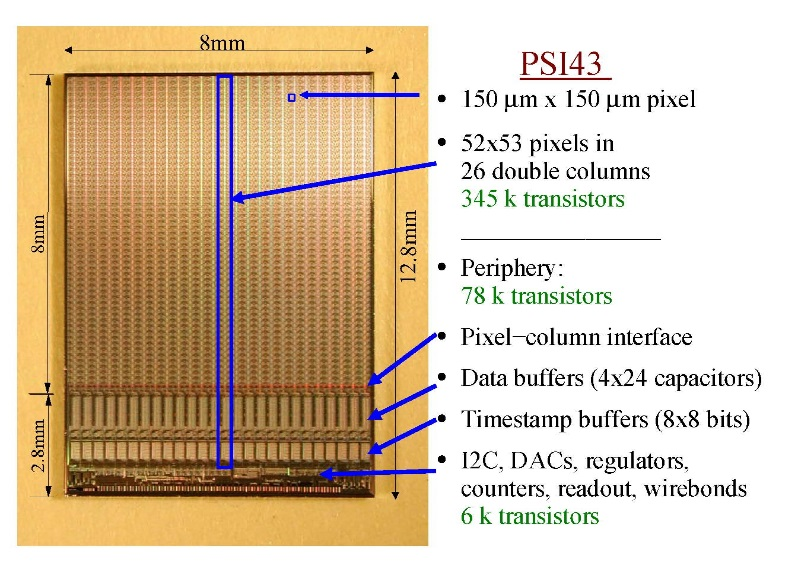 8mm
8mm
12.8mm
2.8mm
PSI43
• 150 µm x 150 µm pixel
• 52x53 pixels in
26 double columns
345 k transistors
• Periphery:
78 k transistors
• Pixel−column interface
• Data buffers (4x24 capacitors)
• Timestamp buffers (8x8 bits)
• I2C, DACs, regulators,
counters, readout, wirebonds
6 k transistors